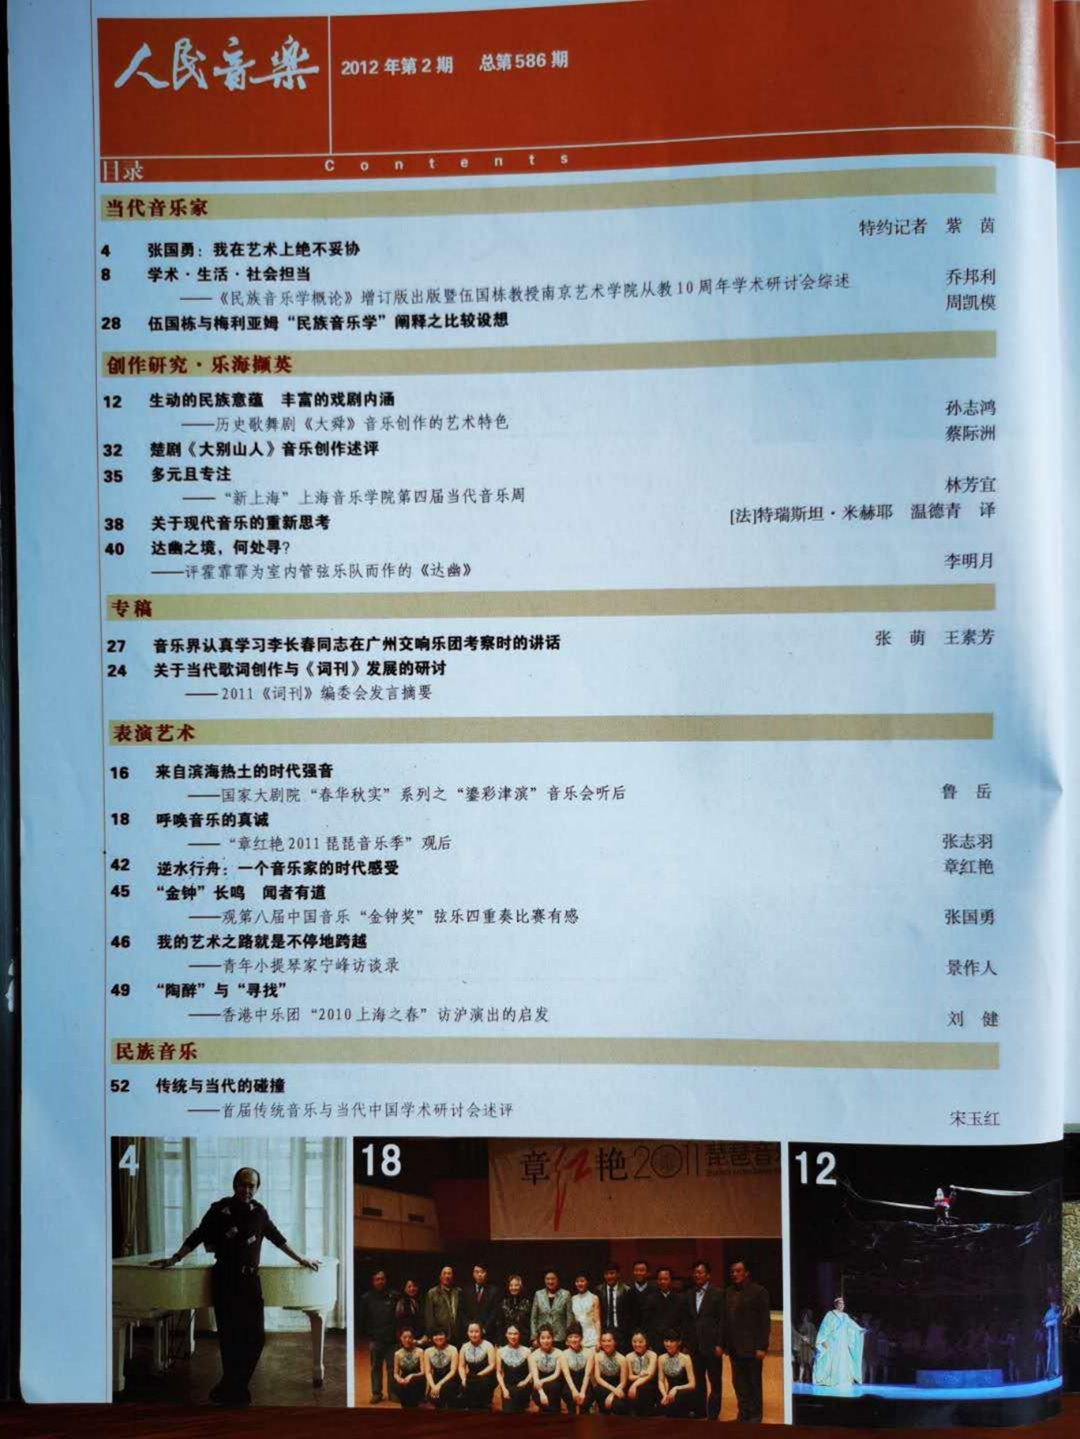 人民音樂
2012年第2期 总第586期
目录 Contents
当代音乐家
特约记者 紫 茵
4 张国勇：我在艺术上绝不妥协
8 学术·生活·社会担当
——《民族音乐学概论》增订版出版暨伍国栋教授南京艺术学院从教10周年学术研讨会综述 乔邦利
28 伍国栋与梅利亚姆“民族音乐学”阐释之比较设想 周凯模
创作研究·乐海撷英
12 生动的民族意蕴 丰富的戏剧内涵
——历史歌舞剧《大舜》音乐创作的艺术特色 孙志鸿
32 楚剧《大别山人》音乐创作述评 蔡际洲
35 多元且专注
——“新上海”上海音乐学院第四届当代音乐周 林芳宜
38 关于现代音乐的重新思考 [法]特瑞斯坦·米赫耶 温德青 译
40 达幽之境，何处寻?
——评霍霏霏为室内管弦乐队而作的《达幽》 李明月
专稿
27 音乐界认真学习李长春同志在广州交响乐团考察时的讲话 张 萌 王素芳
24 关于当代歌词创作与《词刊》发展的研讨
——2011《词刊》编委会发言摘要
表演艺术
16 来自滨海热土的时代强音
——国家大剧院“春华秋实”系列之“鎏彩津滨”音乐会听后 鲁 岳
18 呼唤音乐的真诚
——“章红艳2011琵琶音乐季”观后 张志羽
42 逆水行舟：一个音乐家的时代感受 章红艳
45 “金钟”长鸣 闻者有道
——观第八届中国音乐“金钟奖”弦乐四重奏比赛有感 张国勇
46 我的艺术之路就是不停地跨越
——青年小提琴家宁峰访谈录 景作人
49 “陶醉”与“寻找”
——香港中乐团“2010上海之春”访沪演出的启发 刘 健
民族音乐
52 传统与当代的碰撞
——首届传统音乐与当代中国学术研讨会述评 宋玉红
4
18
章红艳2011琵琶音
12